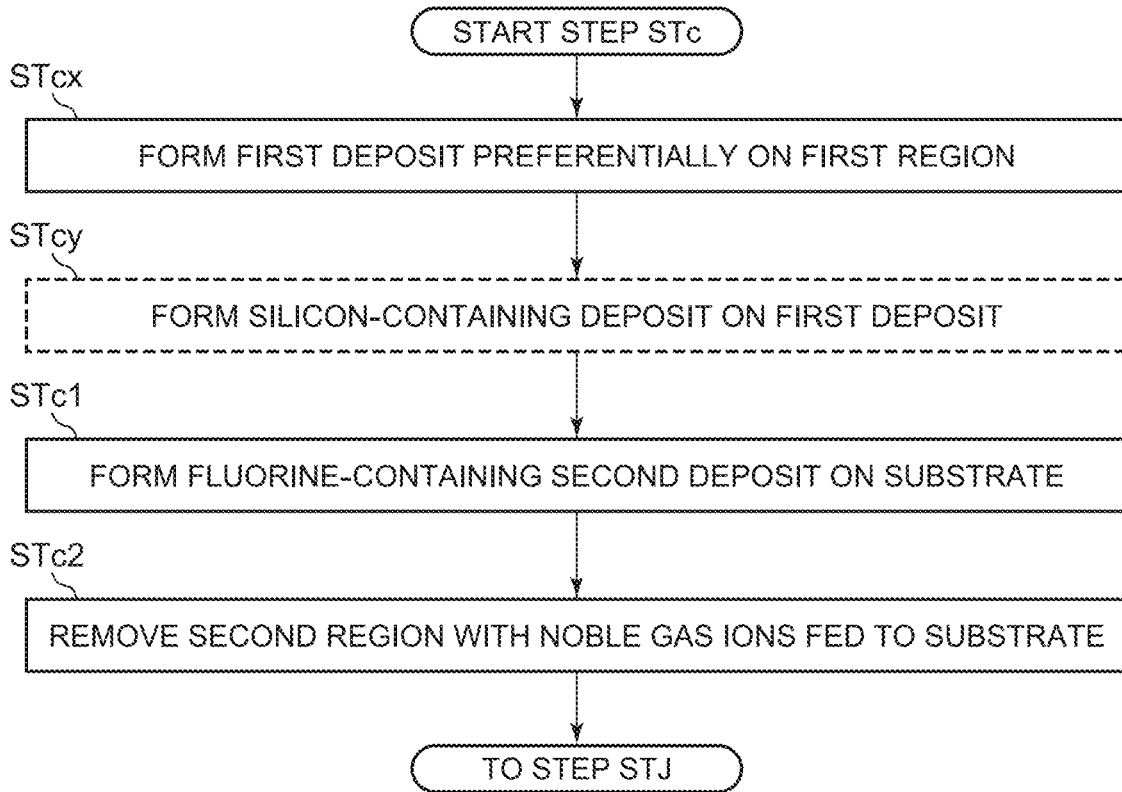 START STEP STc
STcx
FORM FIRST DEPOSIT PREFERENTIALLY ON FIRST REGION
STcy
FORM SILICON-CONTAINING DEPOSIT ON FIRST DEPOSIT
STc1
FORM FLUORINE-CONTAINING SECOND DEPOSIT ON SUBSTRATE
STc2
REMOVE SECOND REGION WITH NOBLE GAS IONS FED TO SUBSTRATE
TO STEP STJ